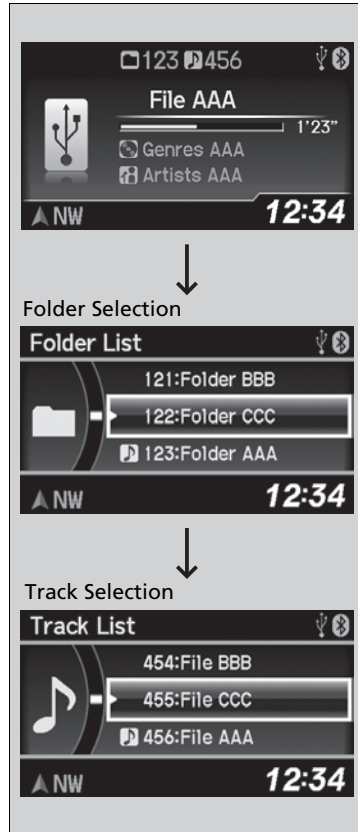 123 456
File AAA
1'23"
Genres AAA
Artists AAA
NW 12:34
Folder Selection
Folder List
121:Folder BBB
122:Folder CCC
123:Folder AAA
NW 12:34
Track Selection
Track List
454:File BBB
455:File CCC
456:File AAA
NW 12:34